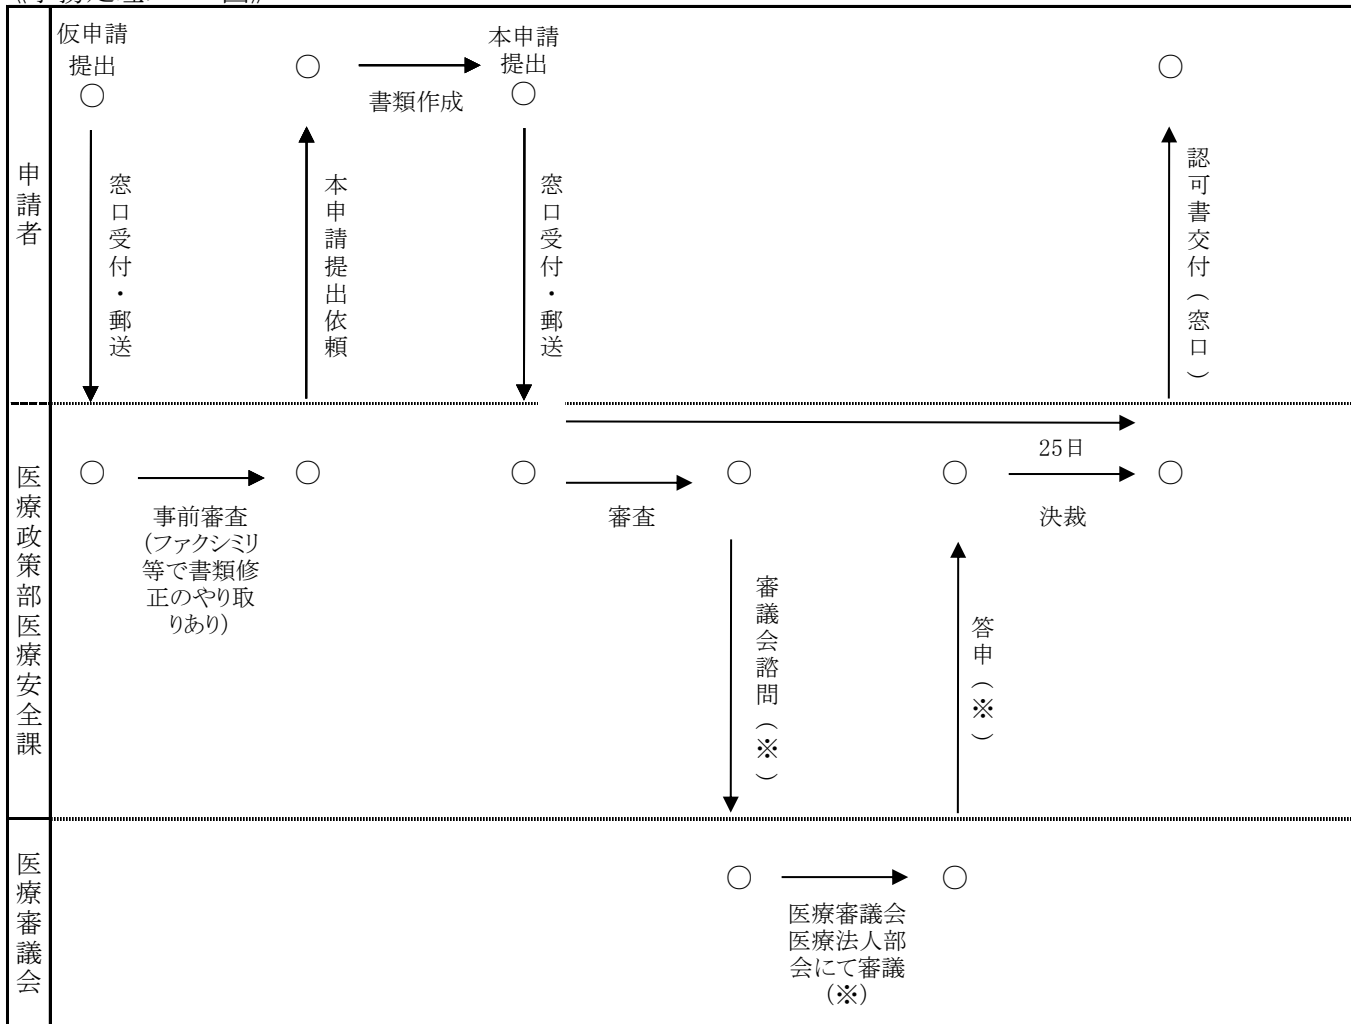 申請者
仮申請
提出
○
窓口受付・郵送
○
本申請提出依頼
書類作成
本申請
提出
○
窓口受付・郵送
○
認可書交付(窓口)
医療政策部医療安全課
○
事前審査
(ファクシミリ
等で書類修
正のやり取
りあり)
○
○
審査
○
審議会諮問(※)
○
答申(※)
25日
決裁
○
医療審議会
○
医療審議会
医療法人部
会にて審議
(※)
○